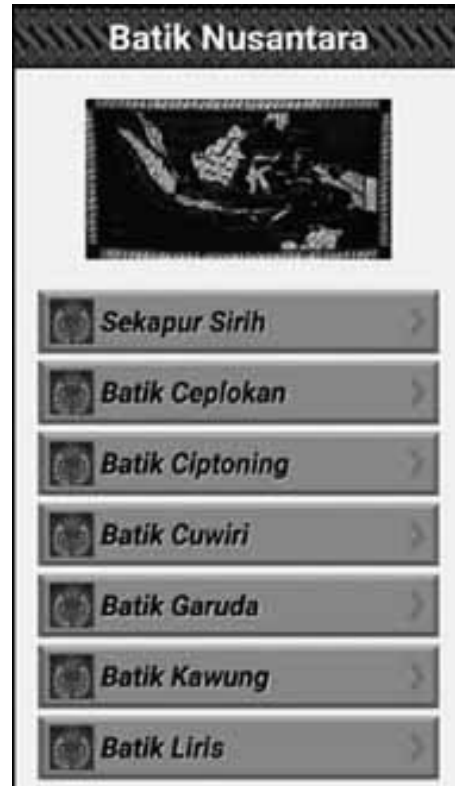 Batik Nusantara
Sekapur Sirih
Batik Ceplokan
Batik Ciptoning
Batik Cuwiri
Batik Garuda
Batik Kawung
Batik Liris